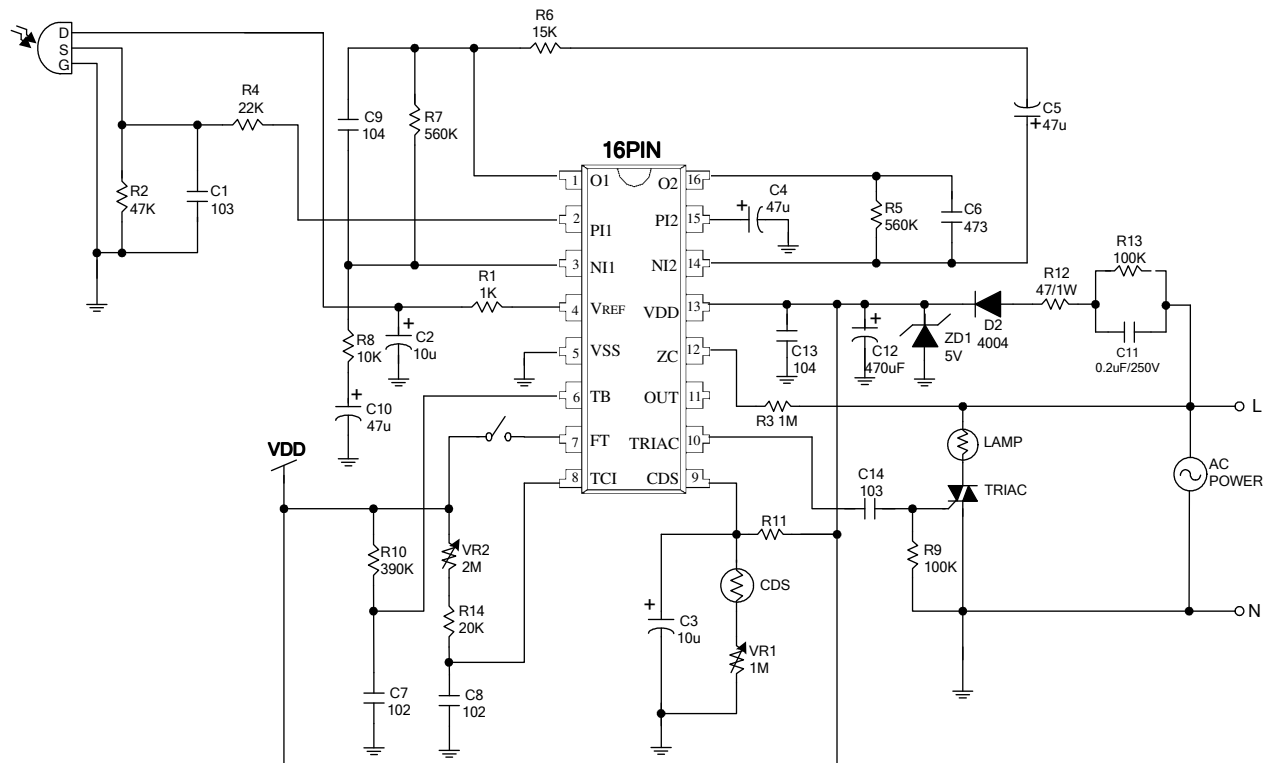 D
S
G
R4
22K
R2
47K
C1
103
R6
15K
C9
104
R7
560K
C5
+ 47u
16PIN
1 O1
2 PI1
3 NI1
4 VREF
5 VSS
6 TB
7 FT
8 TCI
O2 16
PI2 15
NI2 14
VDD 13
ZC 12
OUT 11
TRIAC 10
CDS 9
R1
1K
+
C2
10u
R8
10K
+
C10
47u
C4
47u
+
R5
560K
C6
473
R13
100K
R12
47/1W
C11
0.2uF/250V
D2
4004
ZD1
5V
C13
104
+
C12
470uF
R3 1M
L
LAMP
AC
POWER
TRIAC
C14
103
R9
100K
N
VDD
R10
390K
VR2
2M
R14
20K
C7
102
C8
102
R11
CDS
+
C3
10u
VR1
1M